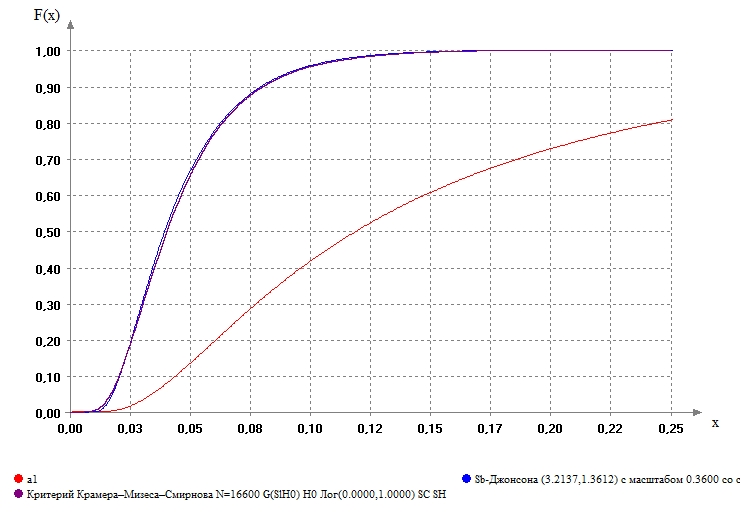 F(x)
1,00
0,90
0,80
0,70
0,60
0,50
0,40
0,30
0,20
0,10
0,00
0,00 0,03 0,05 0,08 0,10 0,12 0,15 0,17 0,20 0,22 0,25 x
a1
Sb-Джонсона (3.2137,1.3612) с масштабом 0.3600 со с
Критерий Крамера–Мизеса–Смирнова N=16600 G(S|H0) H0 Лог(0.0000,1.0000) SC SH